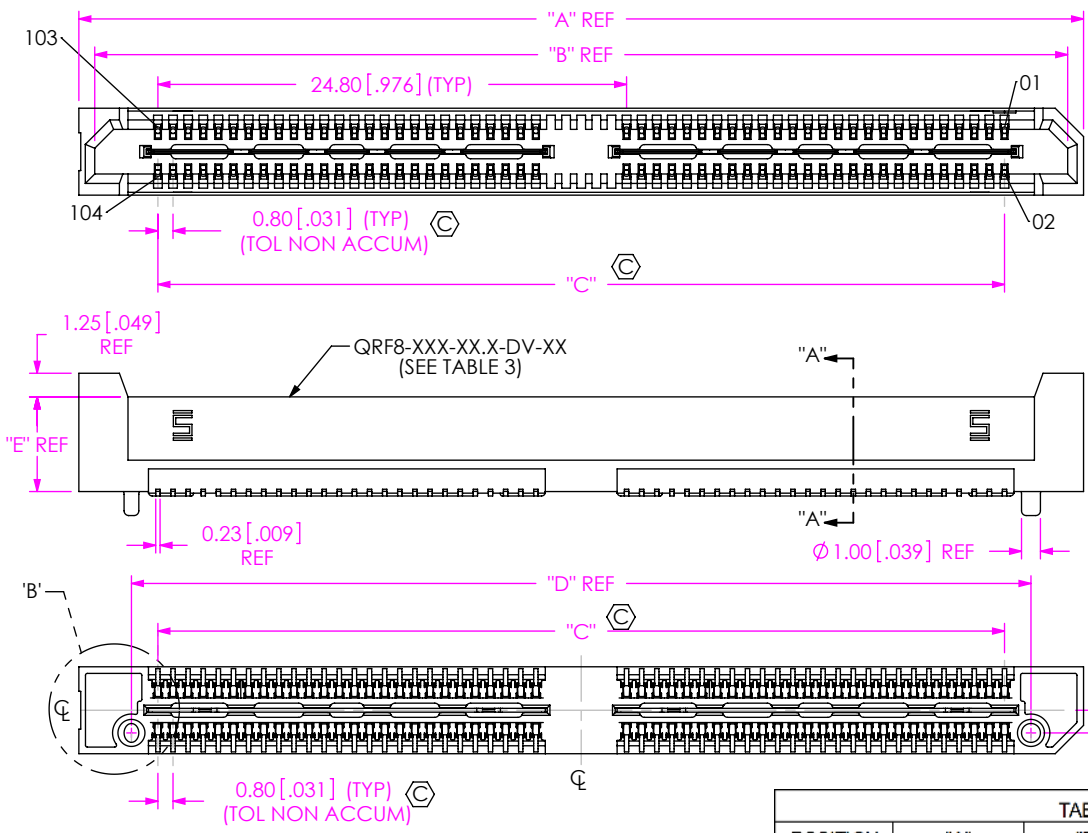 "A" REF
103
"B" REF
24.80 [.976] (TYP)
01
104
02
0.80 [.031] (TYP) C
(TOL NON ACCUM)
"C" C
1.25 [.049]
REF
QRF8-XXX-XX.X-DV-XX
(SEE TABLE 3)
"A"
"E" REF
"A"
0.23 [.009]
REF
Ø 1.00 [.039] REF
'B'
"D" REF
"C" C
℄
℄
0.80 [.031] (TYP) C
(TOL NON ACCUM)